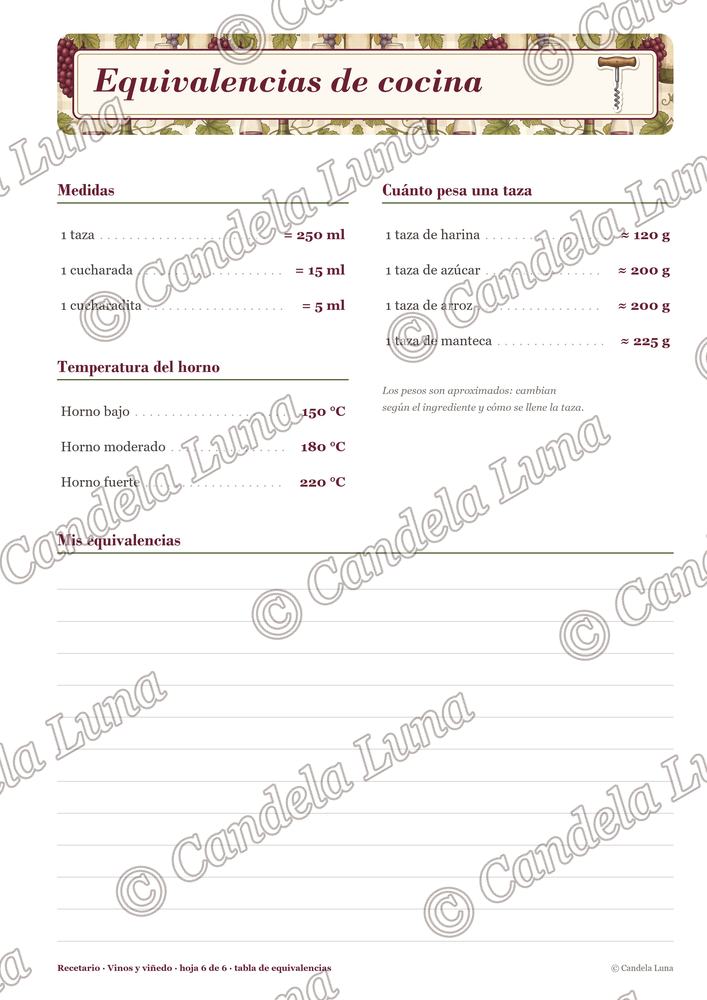 Equivalencias de cocina
Medidas
1 taza = 250 ml
1 cucharada = 15 ml
1 cucharadita = 5 ml
Temperatura del horno
Horno bajo 150 °C
Horno moderado 180 °C
Horno fuerte 220 °C
Cuánto pesa una taza
1 taza de harina ≈ 120 g
1 taza de azúcar ≈ 200 g
1 taza de arroz ≈ 200 g
1 taza de manteca ≈ 225 g
Los pesos son aproximados: cambian
según el ingrediente y cómo se llene la taza.
Mis equivalencias
Recetario · Vinos y viñedo · hoja 6 de 6 · tabla de equivalencias
© Candela Luna
© Candela Luna